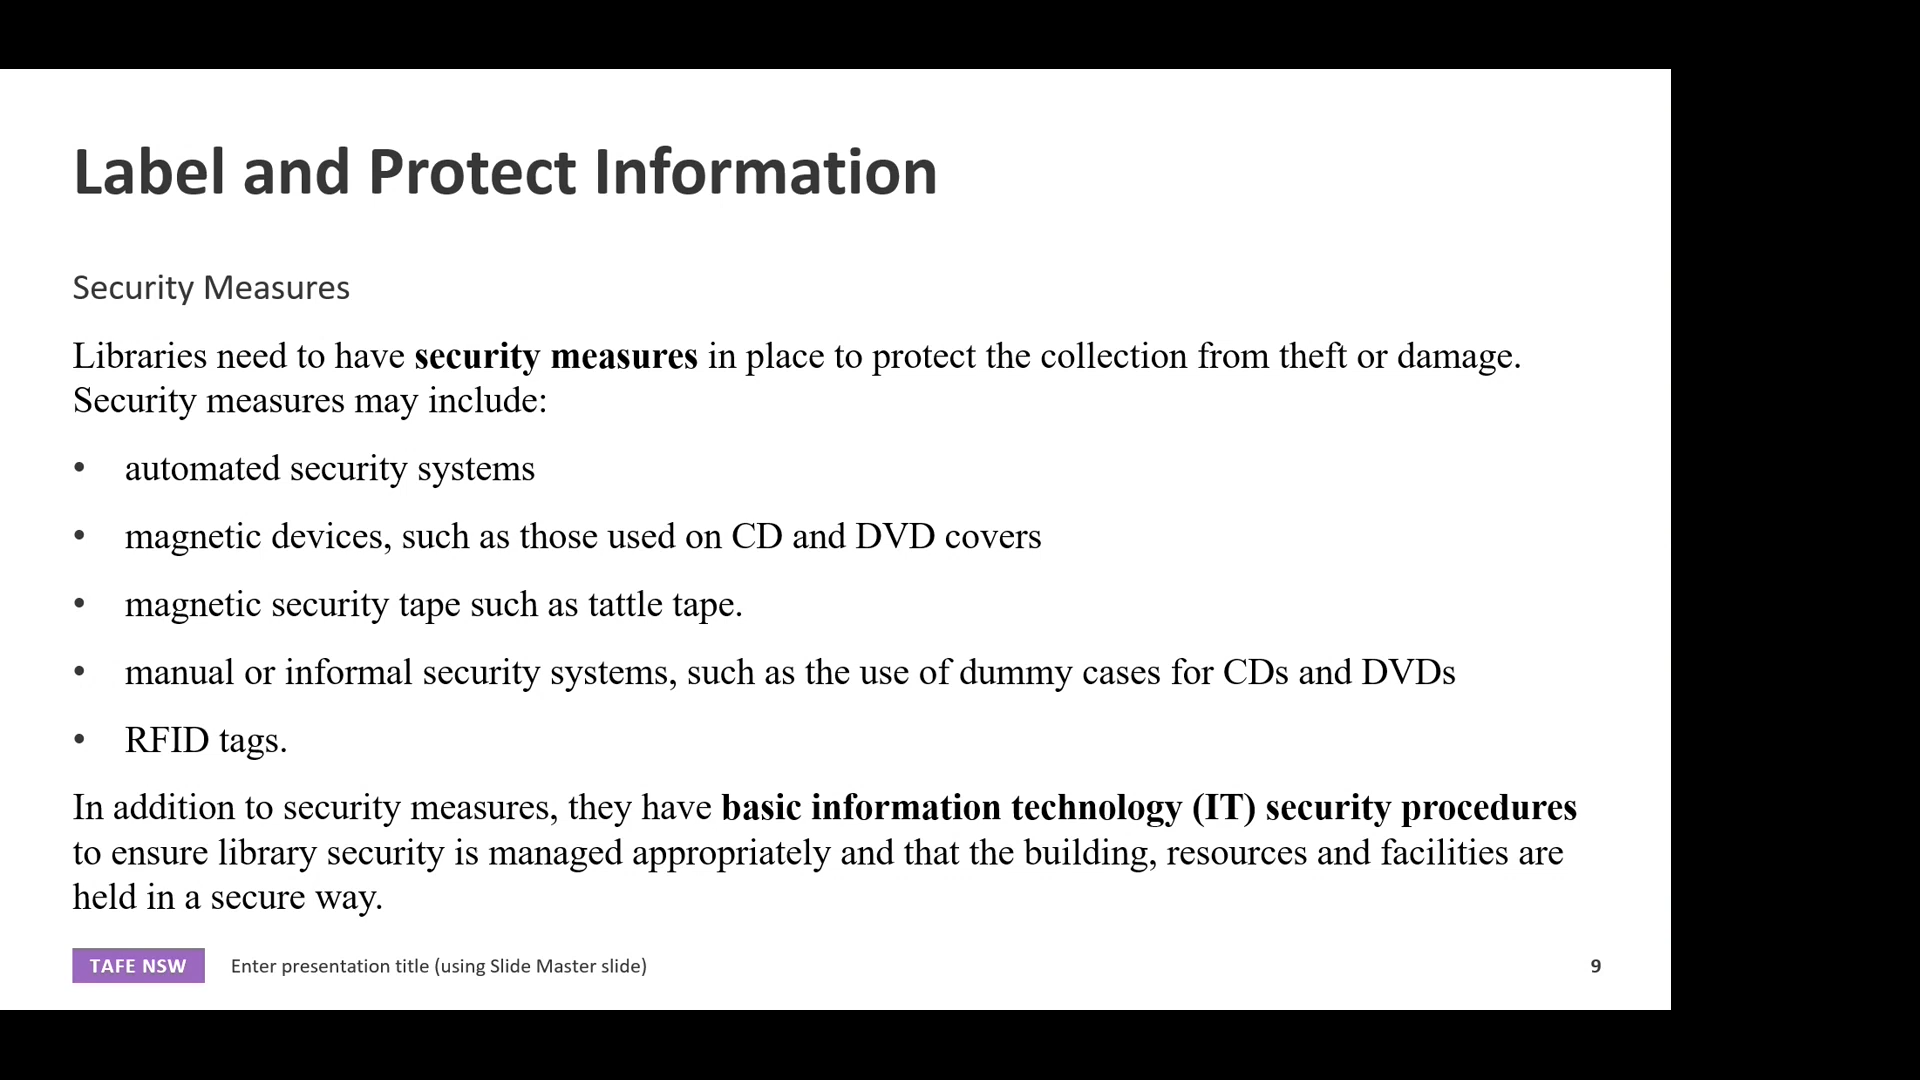 Label and Protect Information
Security Measures
Libraries need to have security measures in place to protect the collection from theft or damage.
Security measures may include:
• automated security systems
• magnetic devices, such as those used on CD and DVD covers
• magnetic security tape such as tattle tape.
• manual or informal security systems, such as the use of dummy cases for CDs and DVDs
• RFID tags.
In addition to security measures, they have basic information technology (IT) security procedures
to ensure library security is managed appropriately and that the building, resources and facilities are
held in a secure way.
TAFE NSW Enter presentation title (using Slide Master slide) 9